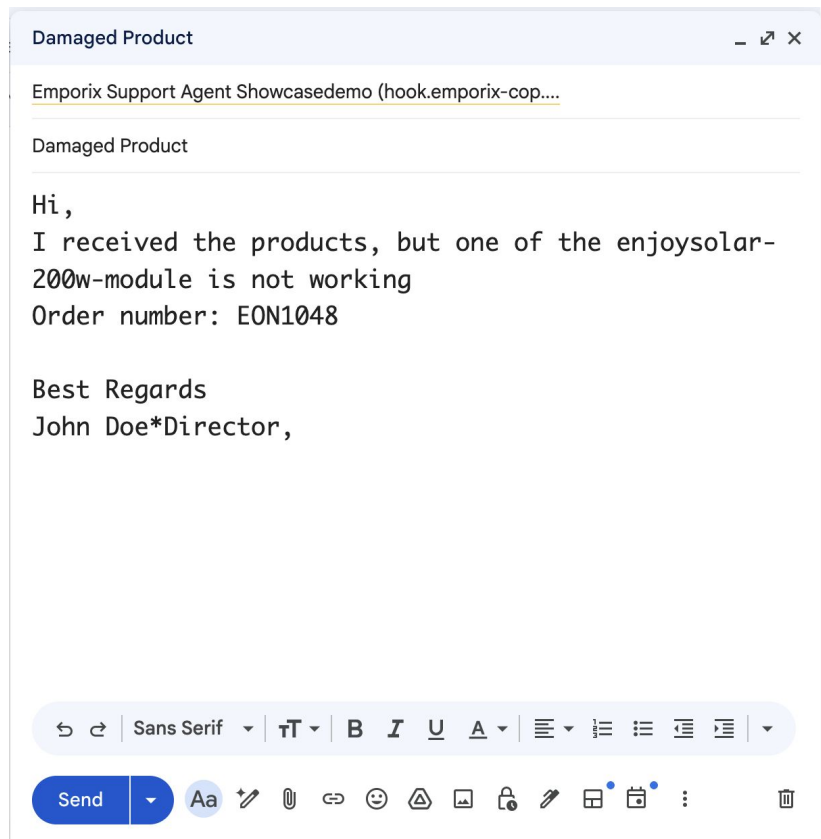 Damaged Product
Emporix Support Agent Showcasedemo (hook.emporix-cop....
Damaged Product
Hi,
I received the products, but one of the enjoysolar-
200w-module is not working
Order number: EON1048
Best Regards
John Doe*Director,
Sans Serif
Send Aa